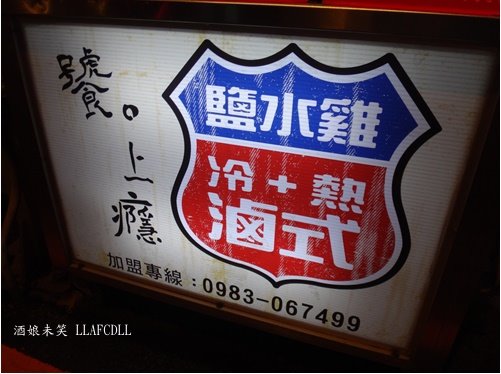 饕。上癮
鹽水雞
冷+熱
滷式
加盟專線：0983-067499
酒娘未笑 LLAFCDLL